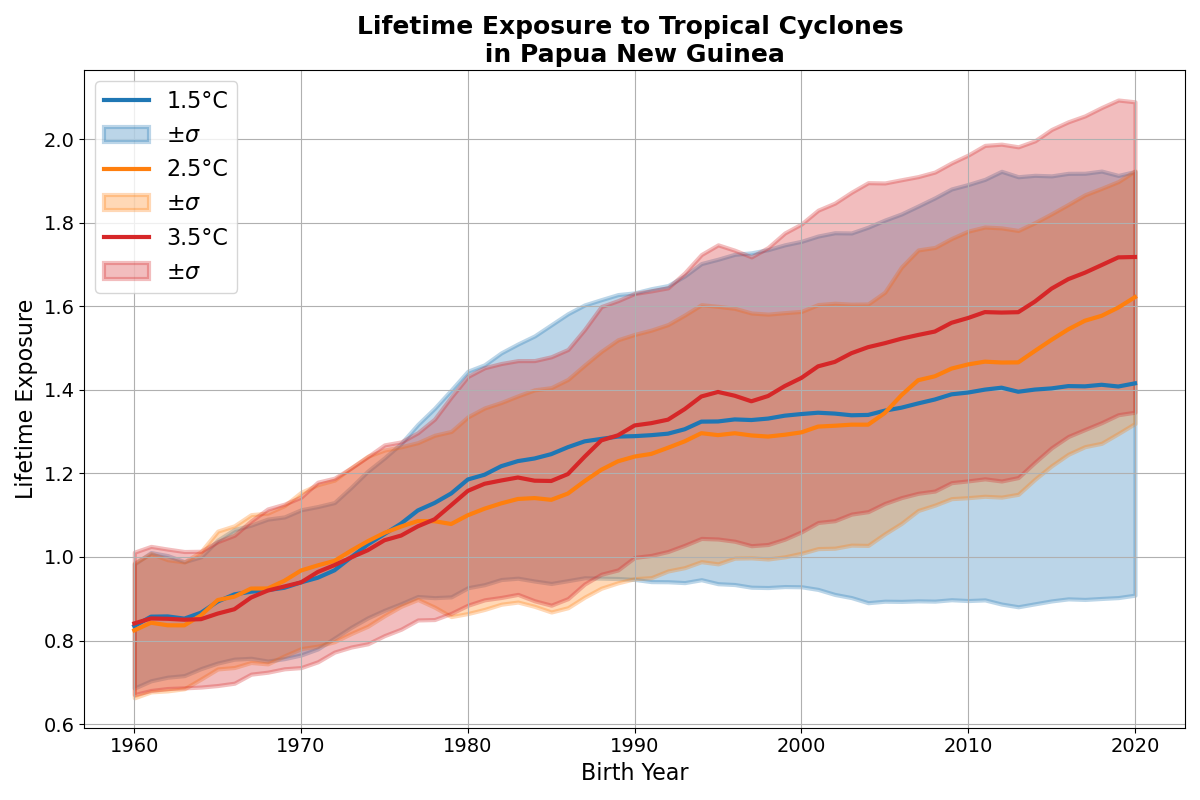 Lifetime Exposure to Tropical Cyclones
in Papua New Guinea
1.5°C
±σ
2.5°C
±σ
3.5°C
±σ
Lifetime Exposure
2.0
1.8
1.6
1.4
1.2
1.0
0.8
0.6
1960 1970 1980 1990 2000 2010 2020
Birth Year